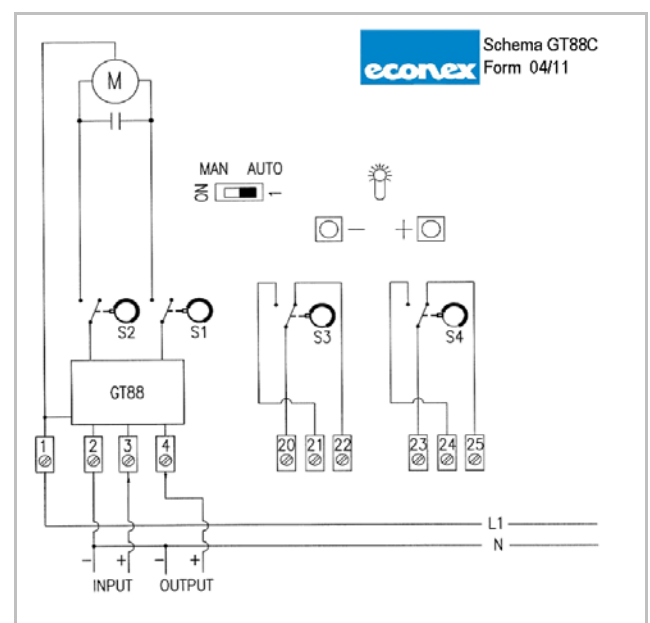 econex
Schema GT88C
Form 04/11
M
MAN AUTO
ON 1
- +
S2 S1 S3 S4
GT88
1 2 3 4 20 21 22 23 24 25
L1
N
- + - +
INPUT OUTPUT